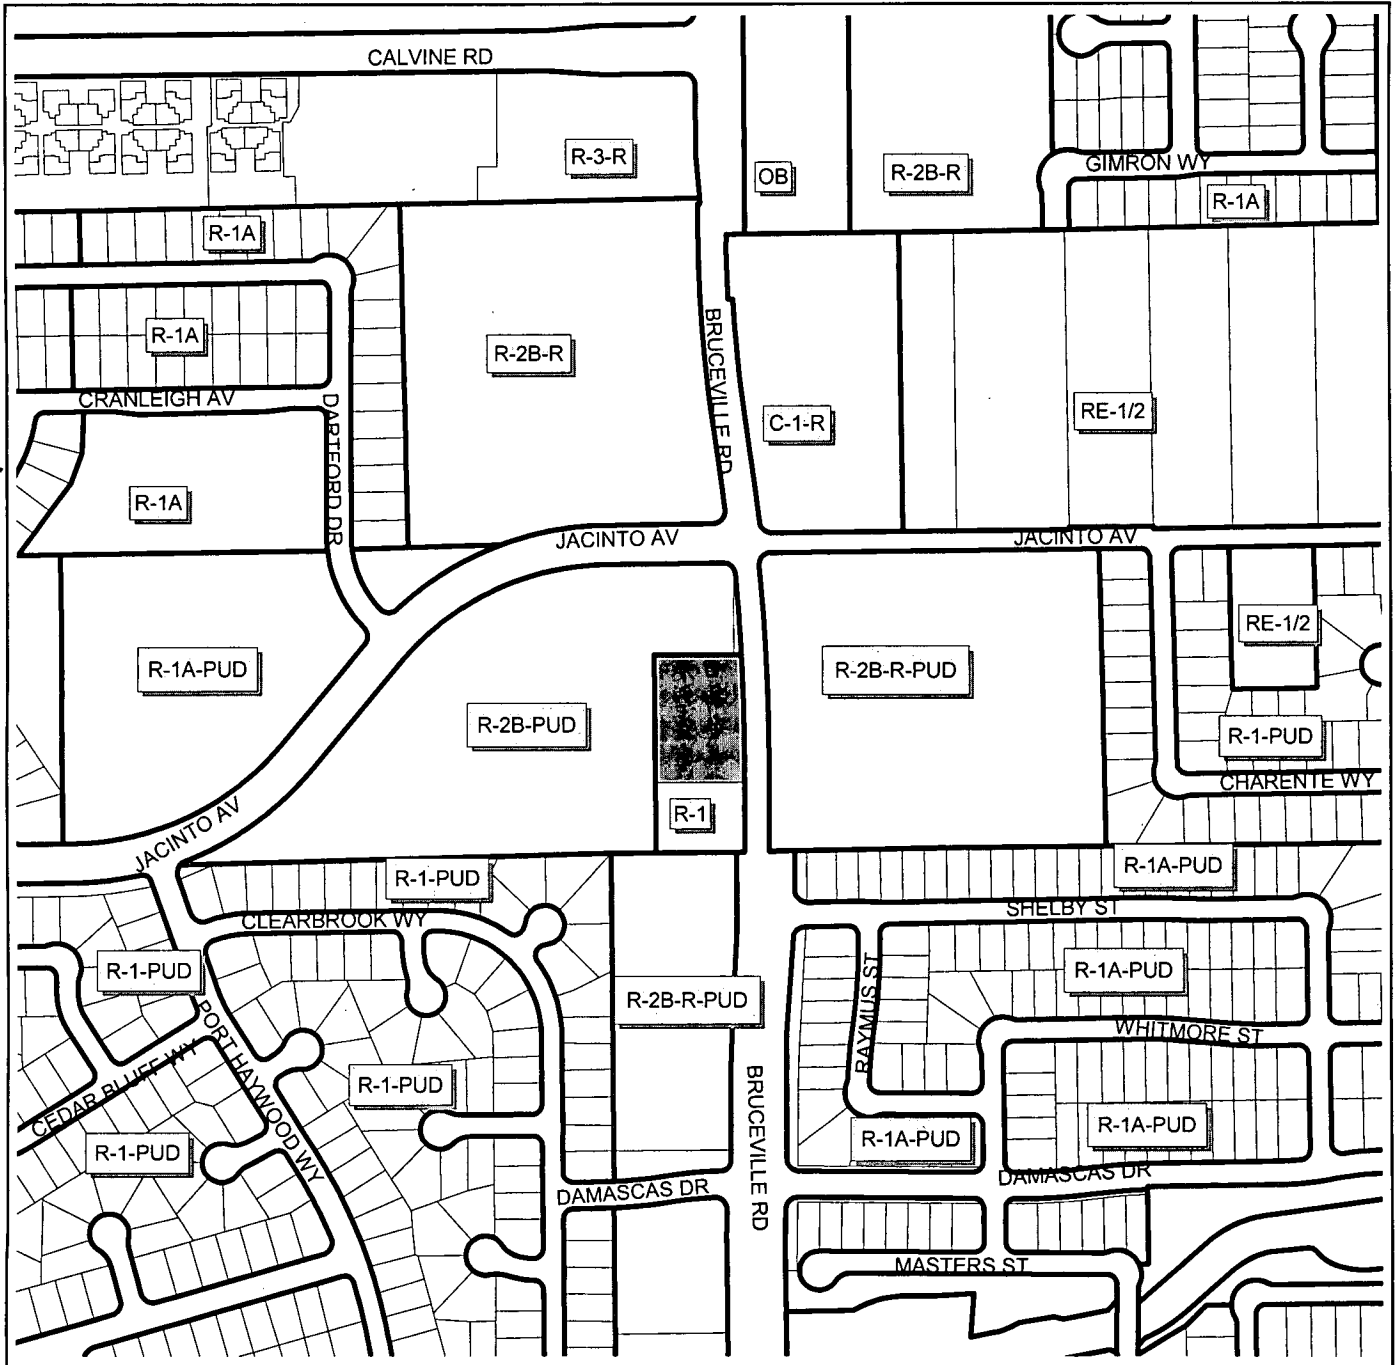 CALVINE RD
R-3-R
OB
R-2B-R
GIMRON WY
R-1A
R-1A
R-1A
R-2B-R
BRUCEVILLE RD
CRANLEIGH AV
DARTFORD DR
C-1-R
RE-1/2
R-1A
JACINTO AV
JACINTO AV
RE-1/2
R-1A-PUD
R-2B-PUD
R-2B-R-PUD
R-1-PUD
CHARENTE WY
R-1
JACINTO AV
R-1-PUD
R-1A-PUD
CLEARBROOK WY
SHELBY ST
R-1-PUD
R-2B-R-PUD
RAYMUS ST
R-1A-PUD
WHITMORE ST
PORT HAYWOOD WY
CEDAR BLUFF WY
R-1-PUD
BRUCEVILLE RD
R-1A-PUD
R-1A-PUD
R-1-PUD
DAMASCAS DR
DAMASCAS DR
MASTERS ST